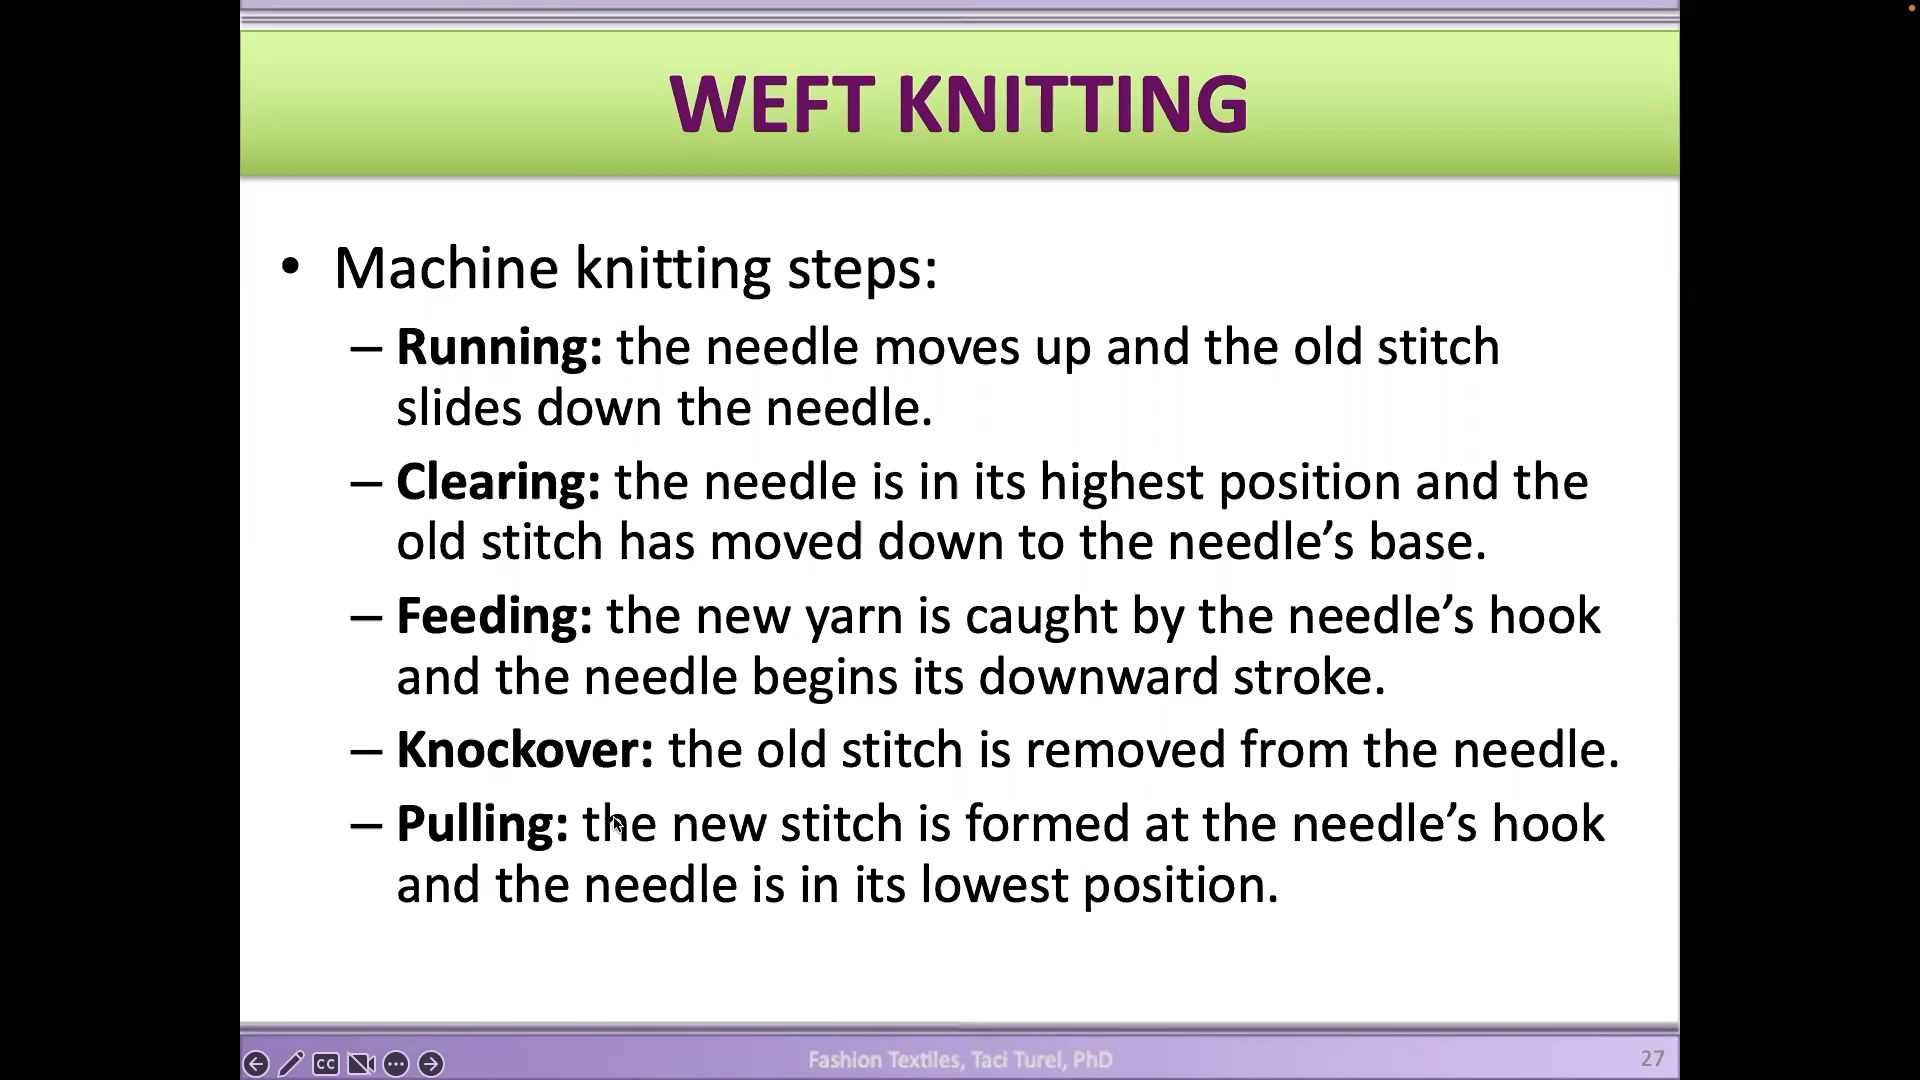 WEFT KNITTING
• Machine knitting steps:
– Running: the needle moves up and the old stitch
slides down the needle.
– Clearing: the needle is in its highest position and the
old stitch has moved down to the needle’s base.
– Feeding: the new yarn is caught by the needle’s hook
and the needle begins its downward stroke.
– Knockover: the old stitch is removed from the needle.
– Pulling: the new stitch is formed at the needle’s hook
and the needle is in its lowest position.
CC
Fashion Textiles, Taci Turel, PhD
27